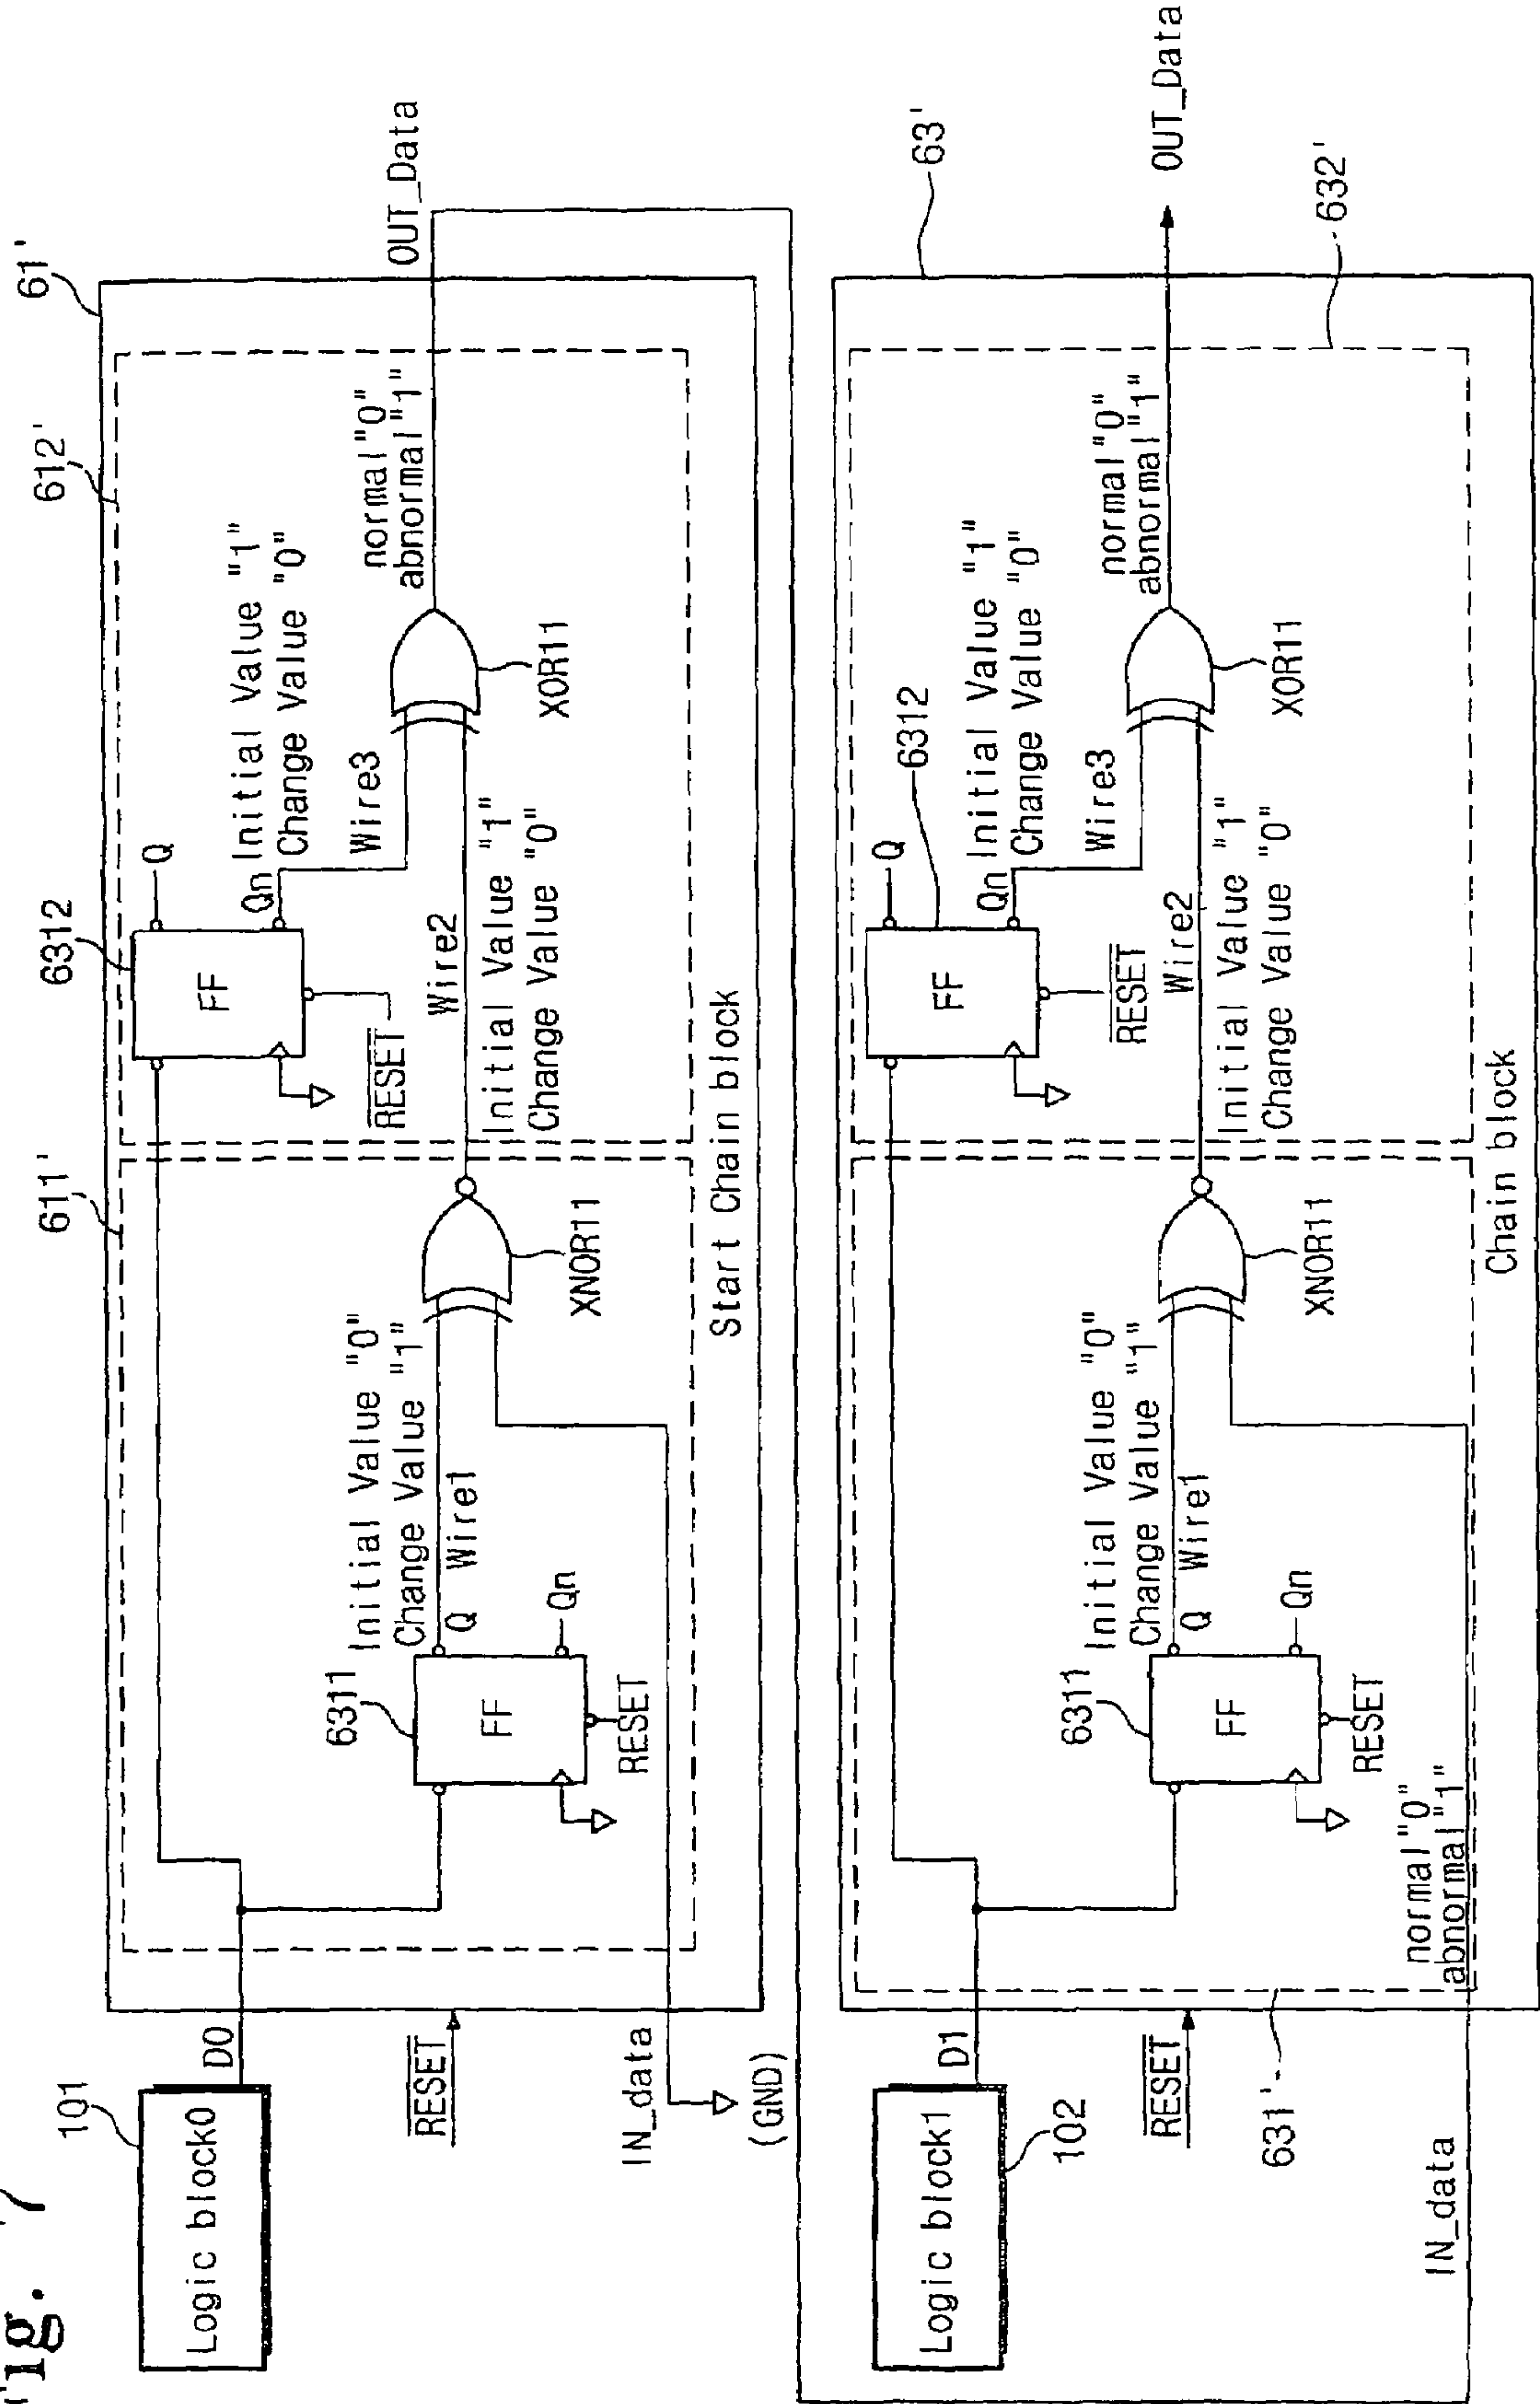 Fig. 7
61'
612'
6312
611'
101
Logic block0
D0
RESET
IN_data
(GND)
6311
FF
Q
Qn
RESET
Initial Value "0"
Change Value "1"
Wire1
XNOR11
FF
Q
Qn
RESET
Initial Value "1"
Change Value "0"
Wire3
Wire2
Initial Value "1"
Change Value "0"
XOR11
normal "0"
abnormal "1"
OUT_Data
Start Chain block
63'
632'
6312
631'
102
Logic block1
D1
RESET
IN_data
normal "0"
abnormal "1"
6311
FF
Q
Qn
RESET
Initial Value "0"
Change Value "1"
Wire1
XNOR11
FF
Q
Qn
RESET
Initial Value "1"
Change Value "0"
Wire3
Wire2
Initial Value "1"
Change Value "0"
XOR11
normal "0"
abnormal "1"
OUT_Data
Chain block